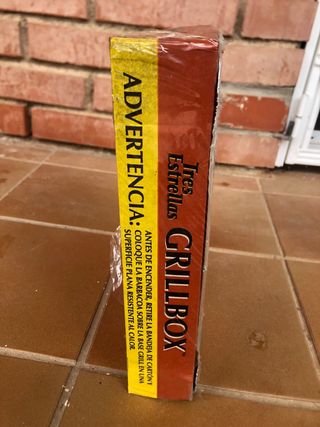 Tres
Estrellas
GRILLBOX
ADVERTENCIA:
ANTES DE ENCENDER, RETIRE LA BANDEJA DE CARTÓN Y
COLOQUE LA BARBACOA SOBRE LA BASE GRILL EN UNA
SUPERFICIE PLANA RESISTENTE AL CALOR.